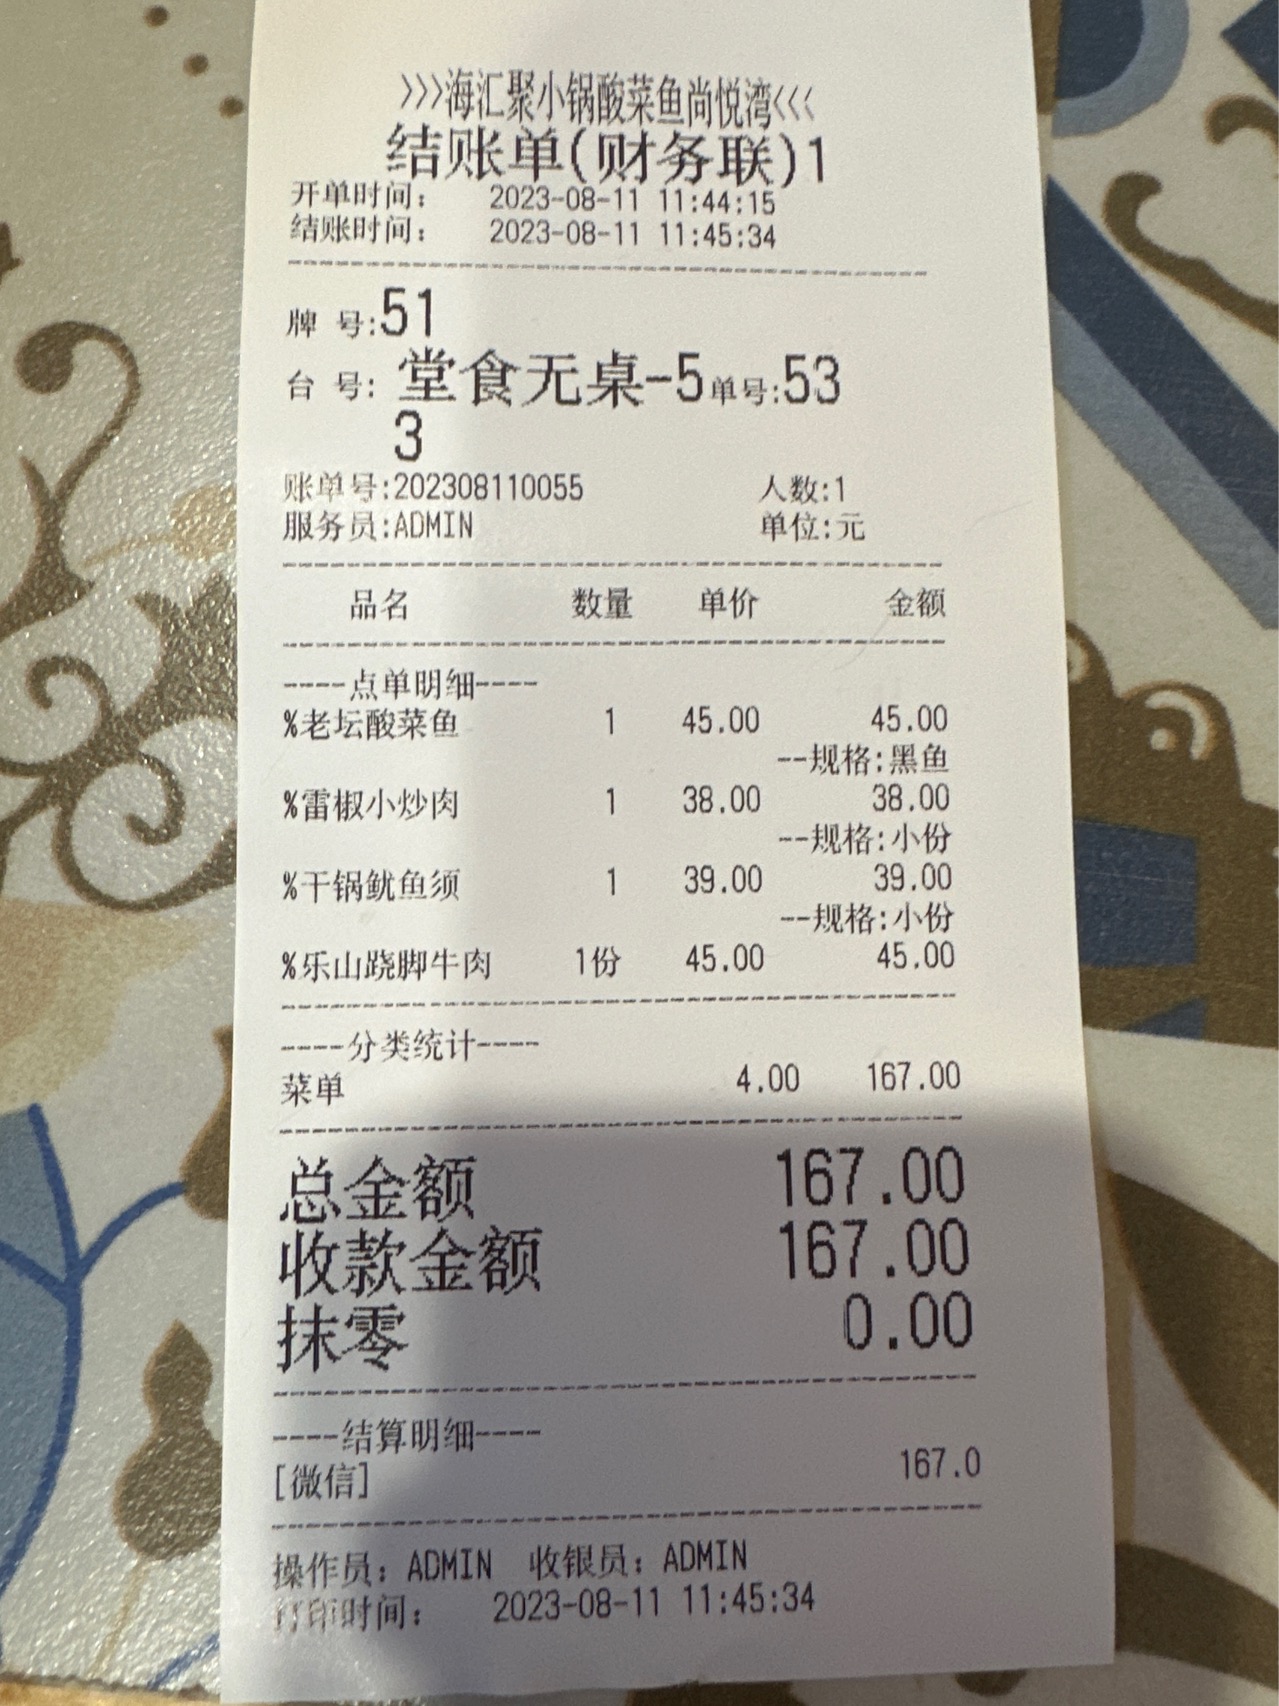 >>>海汇聚小锅酸菜鱼尚悦湾<<<
结账单(财务联)1
开单时间: 2023-08-11 11:44:15
结账时间: 2023-08-11 11:45:34
牌 号:51
台 号: 堂食无桌-5单号:53
3
账单号:202308110055 人数:1
服务员:ADMIN 单位:元
品名 数量 单价 金额
----点单明细----
%老坛酸菜鱼 1 45.00 45.00
--规格:黑鱼
%雷椒小炒肉 1 38.00 38.00
--规格:小份
%干锅鱿鱼须 1 39.00 39.00
--规格:小份
%乐山跷脚牛肉 1份 45.00 45.00
----分类统计----
菜单 4.00 167.00
总金额 167.00
收款金额 167.00
抹零 0.00
----结算明细----
[微信] 167.0
操作员: ADMIN 收银员: ADMIN
打印时间: 2023-08-11 11:45:34